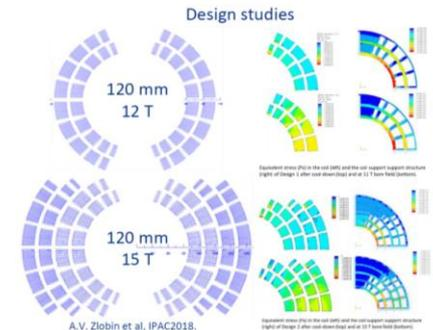 Design studies
120 mm
12 T
Equivalent stress (Pa) in the coil (left) and the coil support support structure
(right) of Design 1 after cool-down (top) and at 11 T bore field (bottom).
120 mm
15 T
Equivalent stress (Pa) in the coil (left) and the coil support support structure
(right) of Design 2 after cool-down (top) and at 15 T bore field (bottom).
A.V. Zlobin et al, IPAC2018.